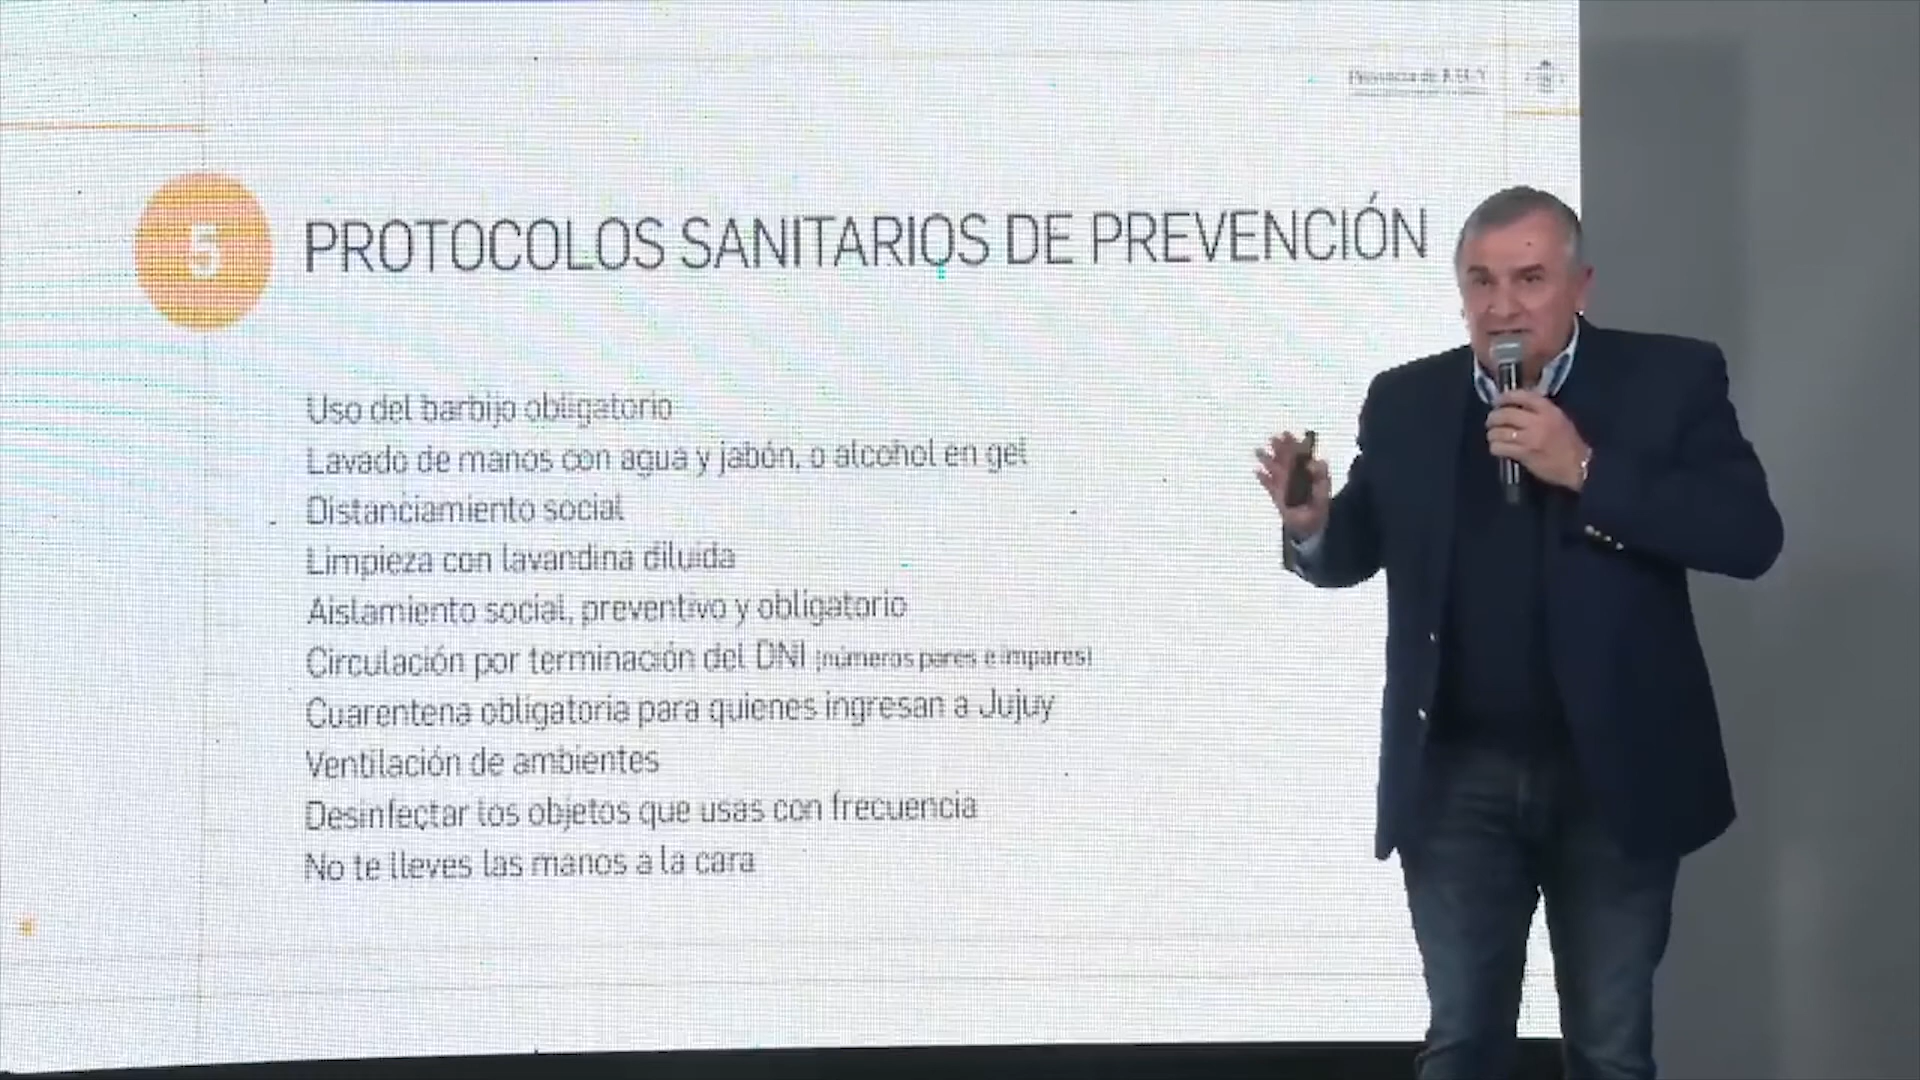 Provincia de JUJUY
5
PROTOCOLOS SANITARIOS DE PREVENCIÓN
Uso del barbijo obligatorio
Lavado de manos con agua y jabón, o alcohol en gel
Distanciamiento social
Limpieza con lavandina diluida
Aislamiento social, preventivo y obligatorio
Circulación por terminación del DNI (números pares e impares)
Cuarentena obligatoria para quienes ingresan a Jujuy
Ventilación de ambientes
Desinfectar los objetos que usas con frecuencia
No te lleves las manos a la cara